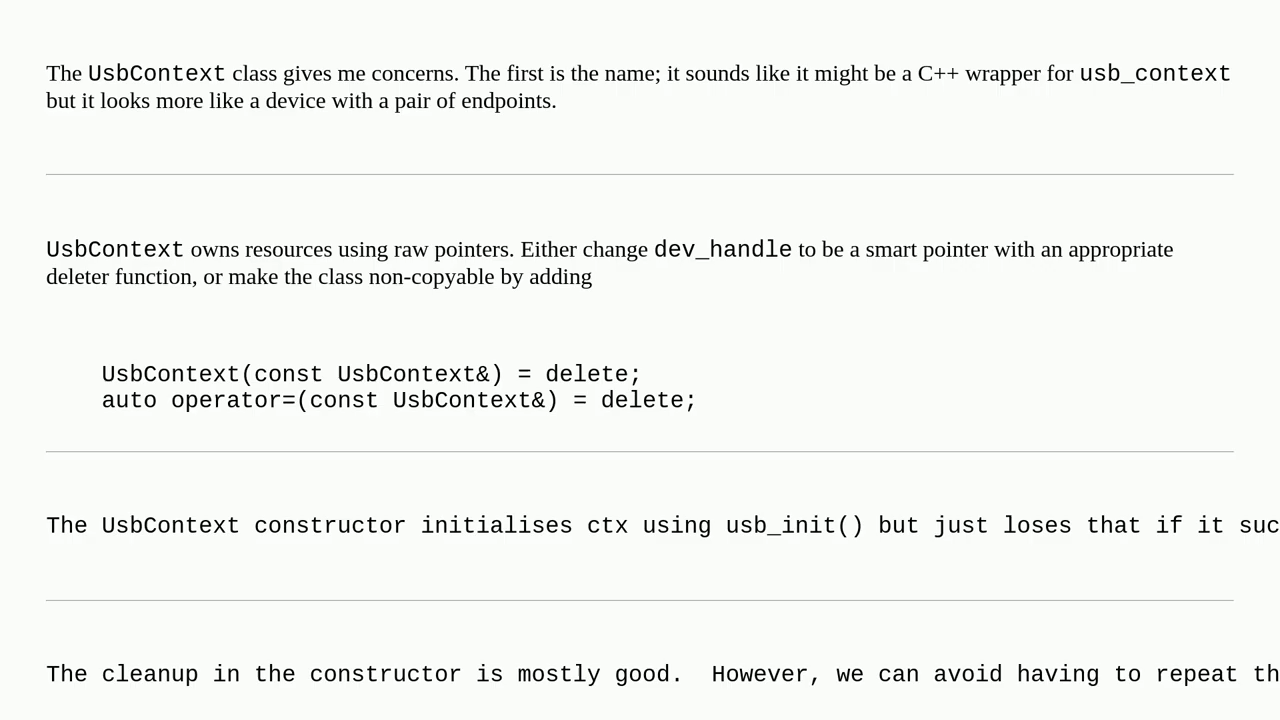 The UsbContext class gives me concerns. The first is the name; it sounds like it might be a C++ wrapper for usb_context
but it looks more like a device with a pair of endpoints.
UsbContext owns resources using raw pointers. Either change dev_handle to be a smart pointer with an appropriate
deleter function, or make the class non-copyable by adding
UsbContext(const UsbContext&) = delete;
auto operator=(const UsbContext&) = delete;
The UsbContext constructor initialises ctx using usb_init() but just loses that if it
The cleanup in the constructor is mostly good.  However, we can avoid having to repeat